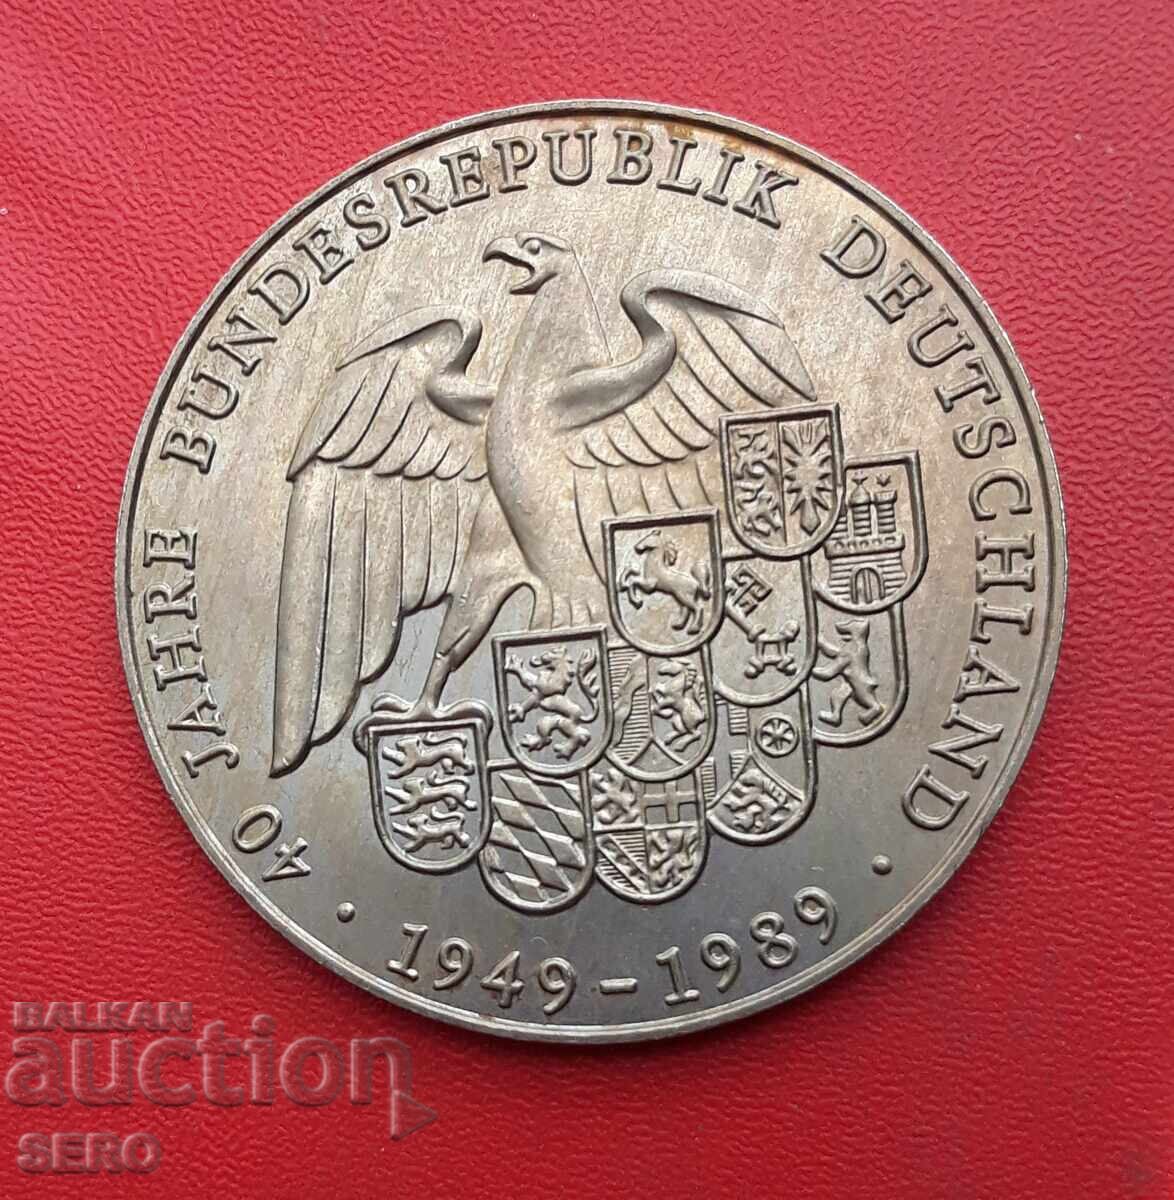 40 JAHRE BUNDESREPUBLIK DEUTSCHLAND
· 1949-1989 ·
BALKAN
auction
SERO